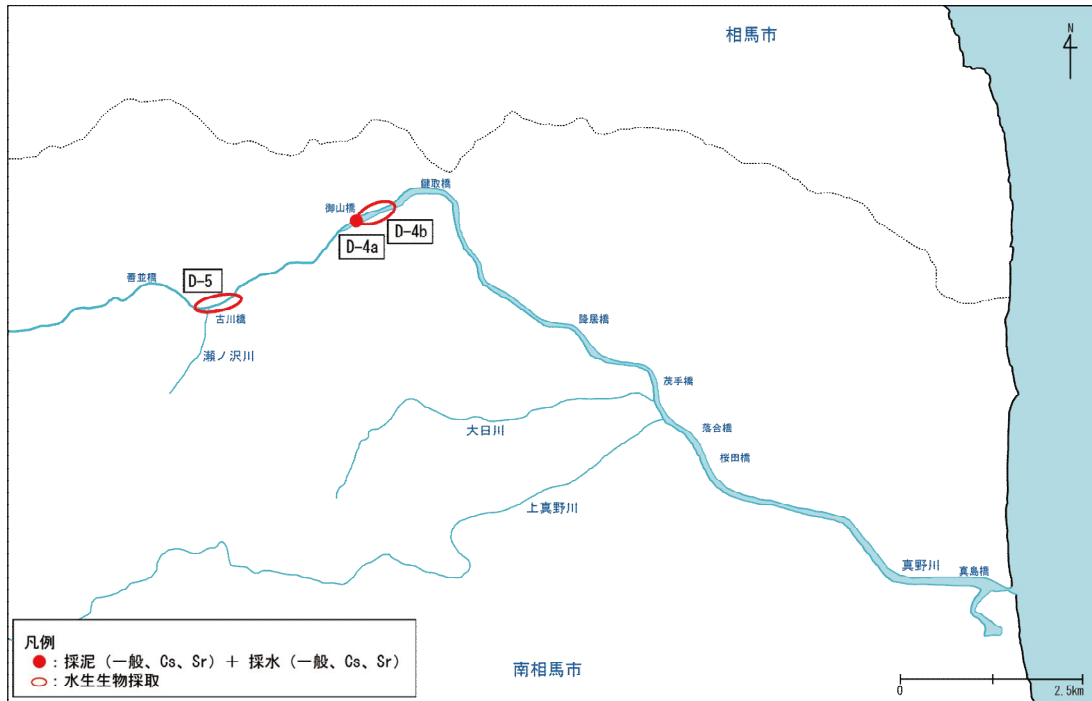 相馬市
N
4
鍵取橋
御山橋
D-4b
D-4a
善並橋
D-5
古川橋
瀬ノ沢川
降居橋
茂手橋
大日川
落合橋
桜田橋
上真野川
真野川
真島橋
南相馬市
凡例
●：採泥（一般、Cs、Sr）＋ 採水（一般、Cs、Sr）
○：水生生物採取
0
2.5km